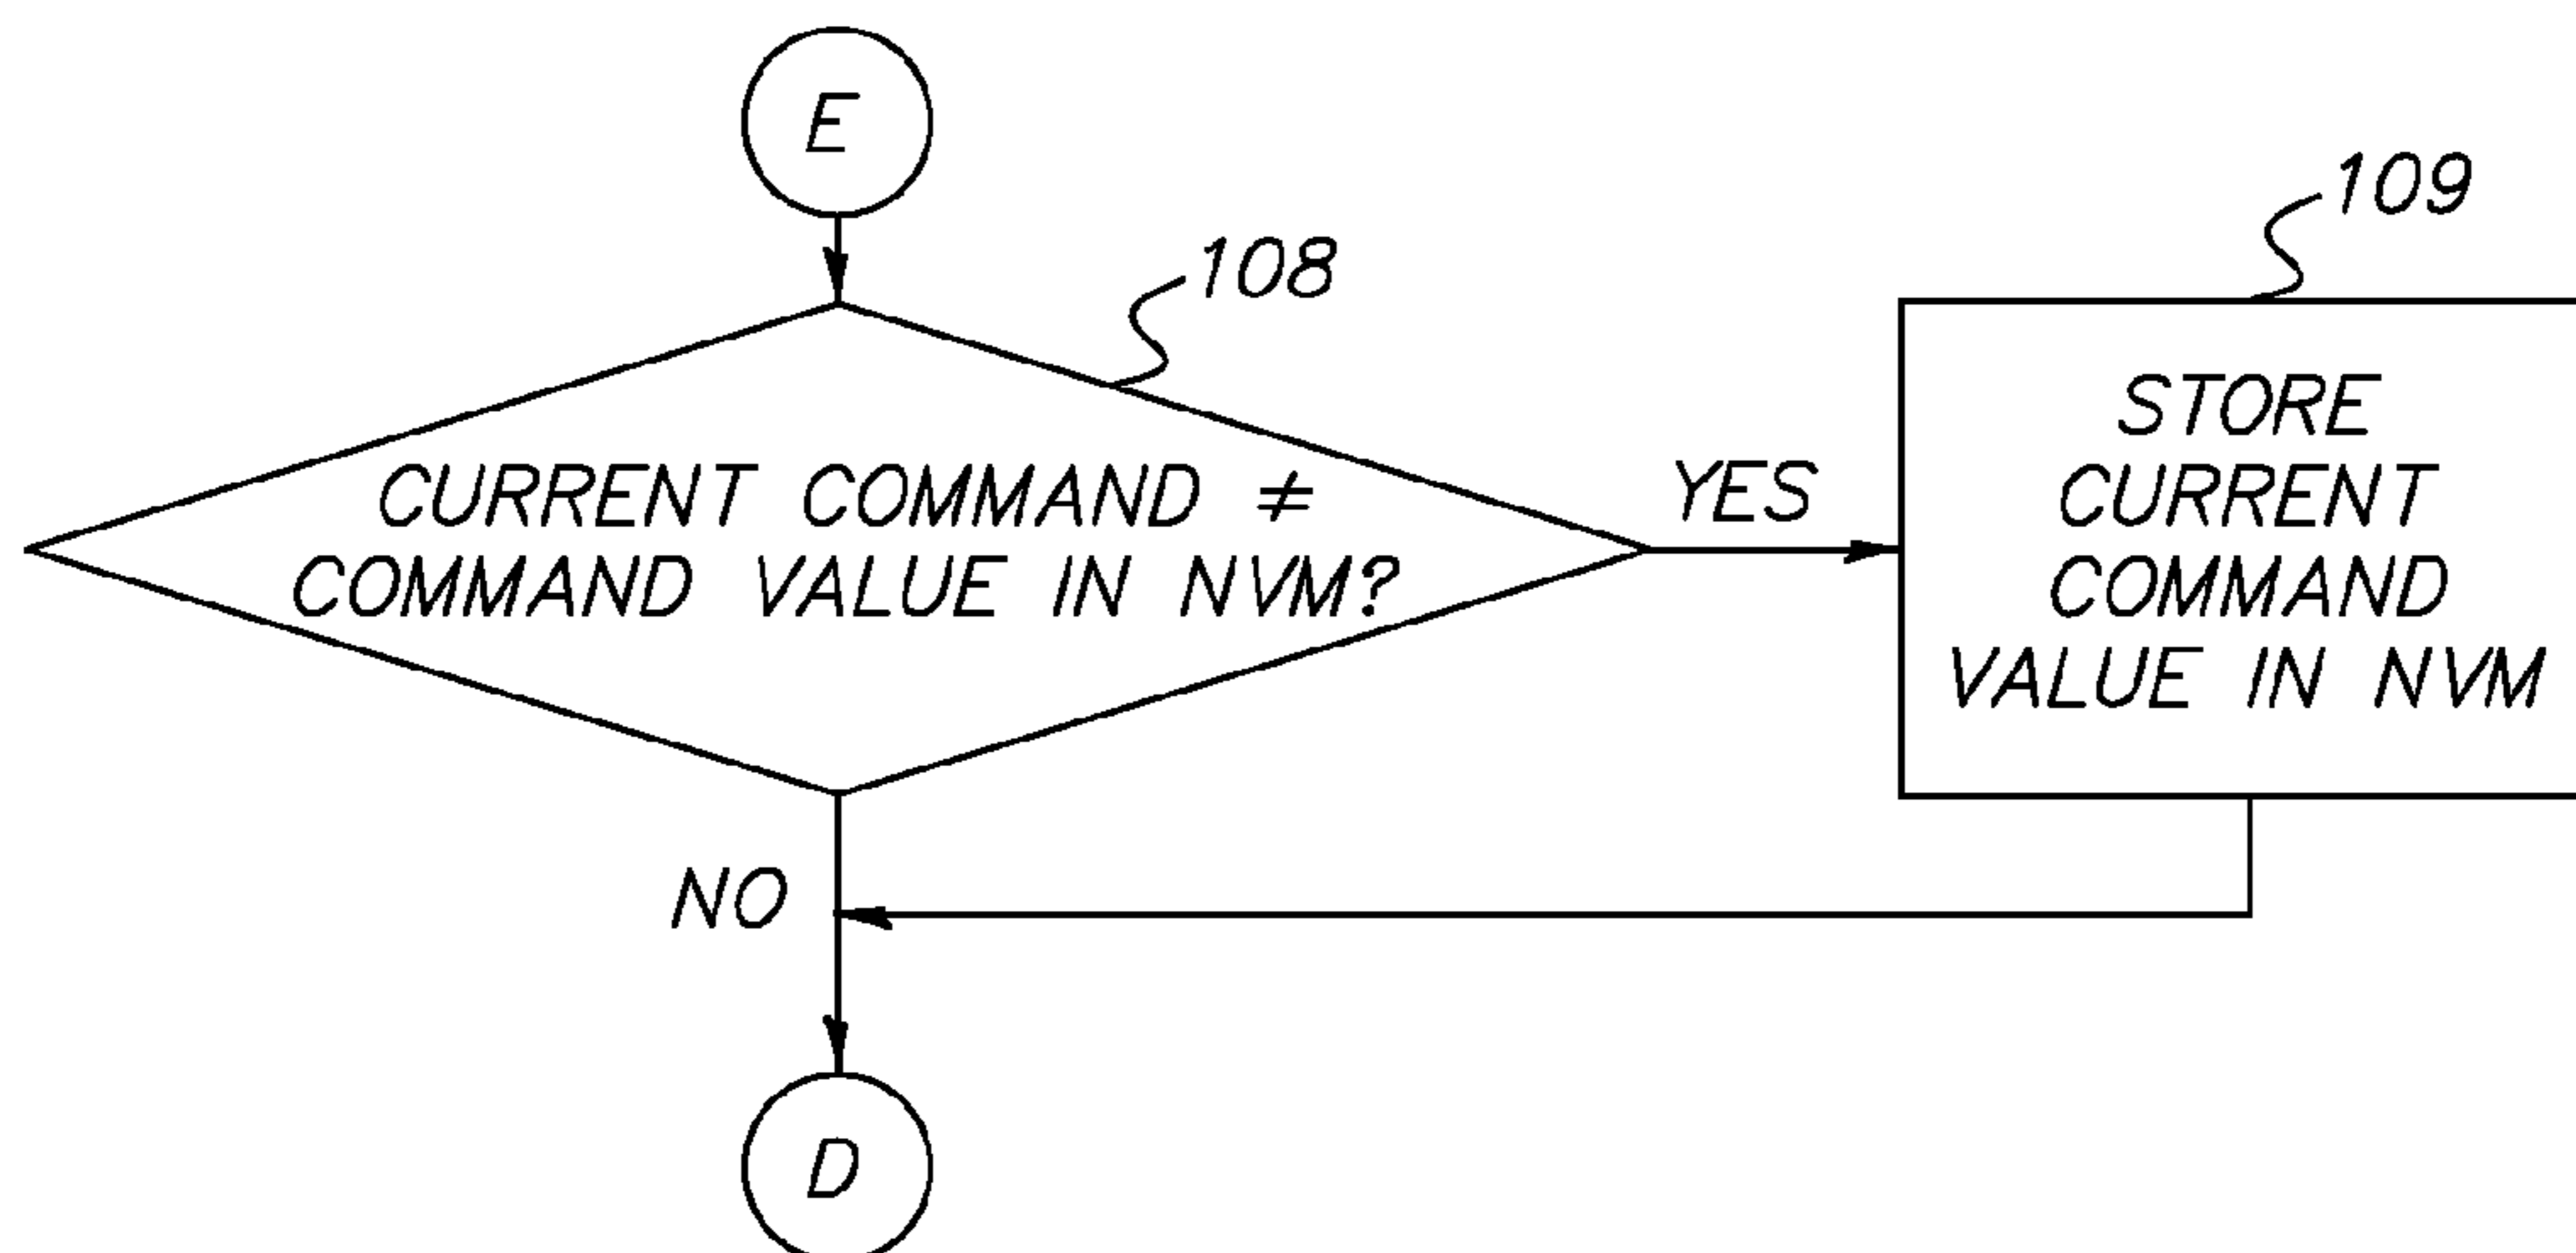 E
108
CURRENT COMMAND ≠
COMMAND VALUE IN NVM?
YES
109
STORE
CURRENT
COMMAND
VALUE IN NVM
NO
D